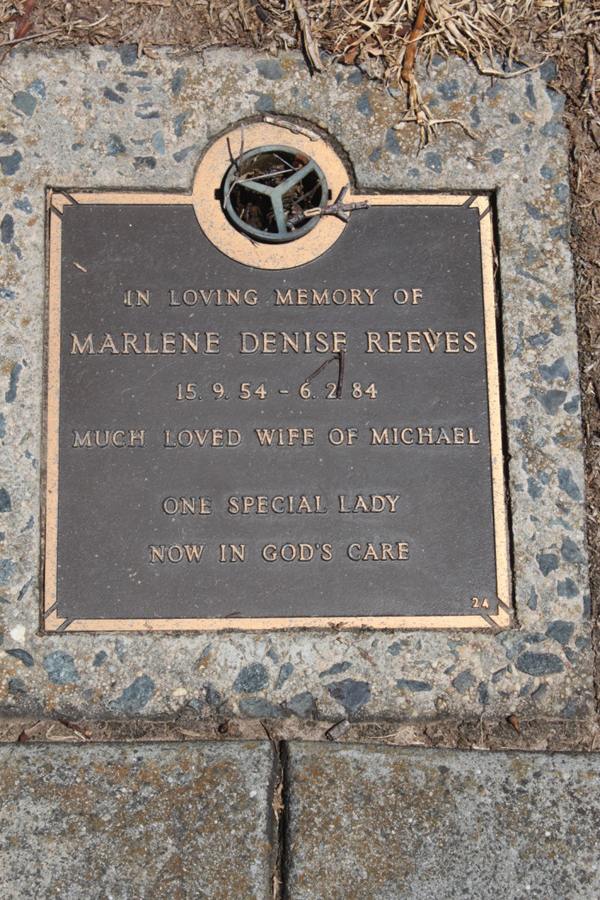 IN LOVING MEMORY OF
MARLENE DENISE REEVES
15. 9. 54 - 6. 2. 84
MUCH LOVED WIFE OF MICHAEL
ONE SPECIAL LADY
NOW IN GOD'S CARE
24